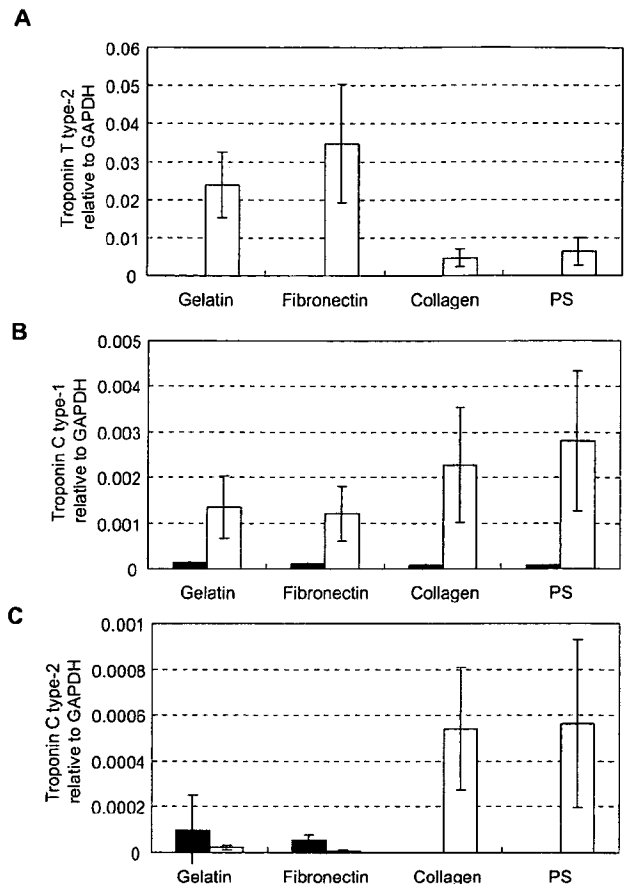 A
Troponin T type-2
relative to GAPDH
0.06
0.05
0.04
0.03
0.02
0.01
0
Gelatin Fibronectin Collagen PS
B
Troponin C type-1
relative to GAPDH
0.005
0.004
0.003
0.002
0.001
0
Gelatin Fibronectin Collagen PS
C
Troponin C type-2
relative to GAPDH
0.001
0.0008
0.0006
0.0004
0.0002
0
Gelatin Fibronectin Collagen PS